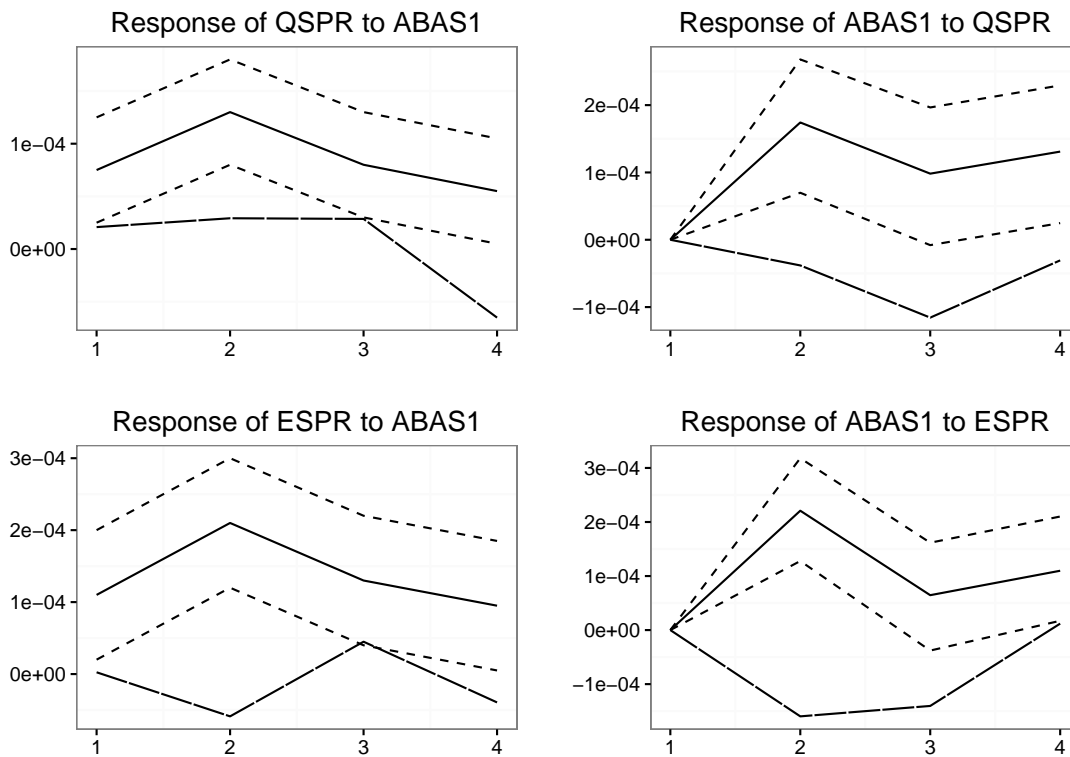 Response of QSPR to ABAS1
1e−04
0e+00
1 2 3 4
Response of ABAS1 to QSPR
2e−04
1e−04
0e+00
−1e−04
1 2 3 4
Response of ESPR to ABAS1
3e−04
2e−04
1e−04
0e+00
1 2 3 4
Response of ABAS1 to ESPR
3e−04
2e−04
1e−04
0e+00
−1e−04
1 2 3 4